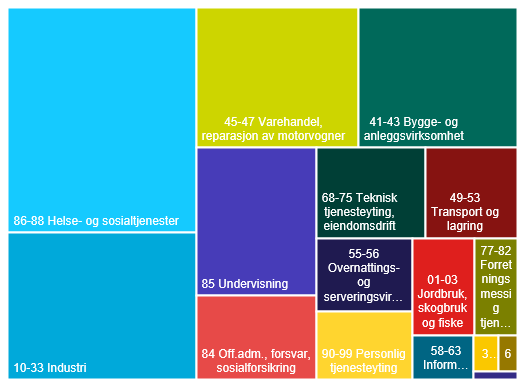 86-88 Helse- og sosialtjenester
10-33 Industri
45-47 Varehandel,
reparasjon av motorvogner
41-43 Bygge- og
anleggsvirksomhet
85 Undervisning
84 Off.adm., forsvar,
sosialforsikring
68-75 Teknisk
tjenesteyting,
eiendomsdrift
49-53
Transport og
lagring
55-56
Overnattings-
og
serveringsvir…
90-99 Personlig
tjenesteyting
01-03
Jordbruk,
skogbruk
og fiske
77-82
Forret
nings
messi
g
tjen…
58-63
Inform…
3…
6